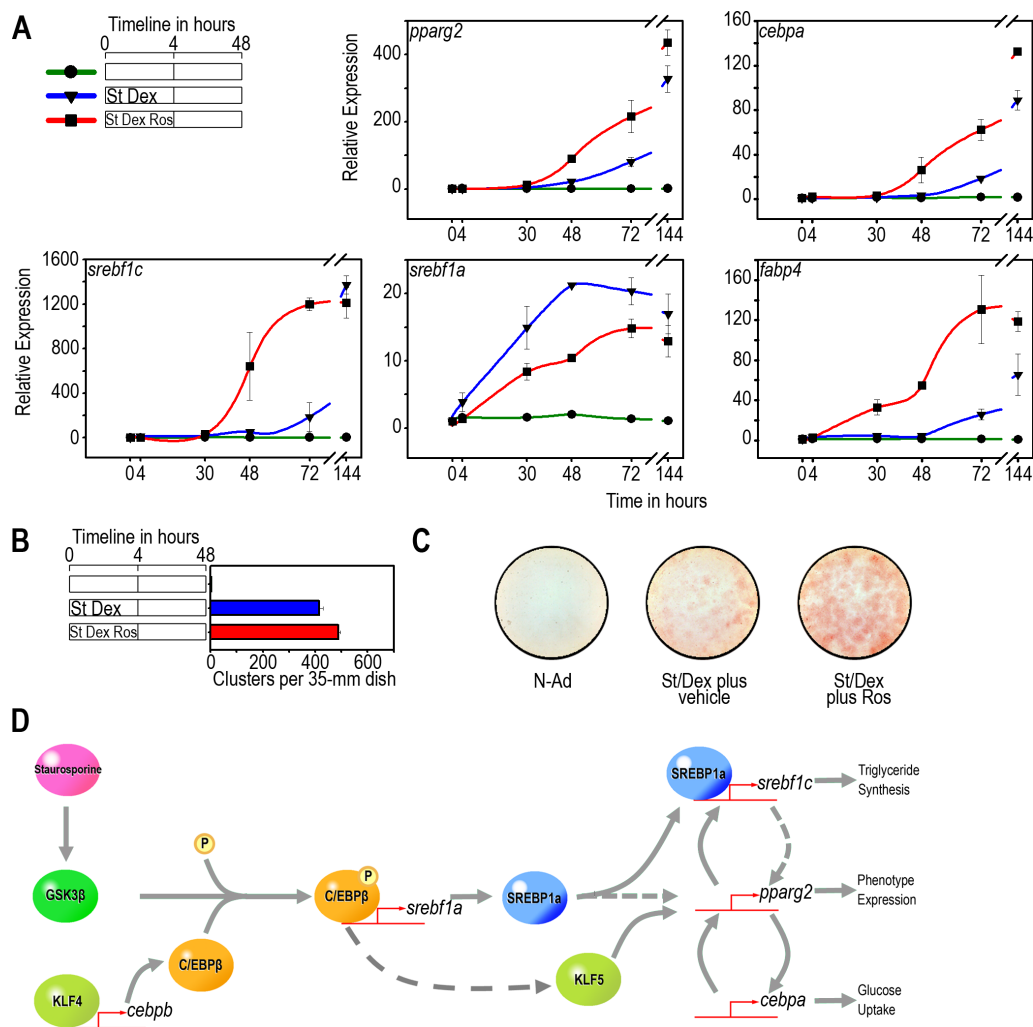 A
Timeline in hours
0 4 48
St Dex
St Dex Ros
pparg2
Relative Expression
400
200
0
04 30 48 72 144
cebpa
160
120
80
40
0
04 30 48 72 144
srebf1c
Relative Expression
1600
1200
800
400
0
04 30 48 72 144
srebf1a
20
10
0
04 30 48 72 144
fabp4
160
120
80
40
0
04 30 48 72 144
Time in hours
B
Timeline in hours
0 4 48
St Dex
St Dex Ros
0 200 400 600
Clusters per 35-mm dish
C
N-Ad
St/Dex plus
vehicle
St/Dex
plus Ros
D
Staurosporine
GSK3β
KLF4
cebpb
C/EBPβ
P
C/EBPβ
P
srebf1a
SREBP1a
KLF5
SREBP1a
srebf1c
Triglyceride
Synthesis
pparg2
Phenotype
Expression
cebpa
Glucose
Uptake